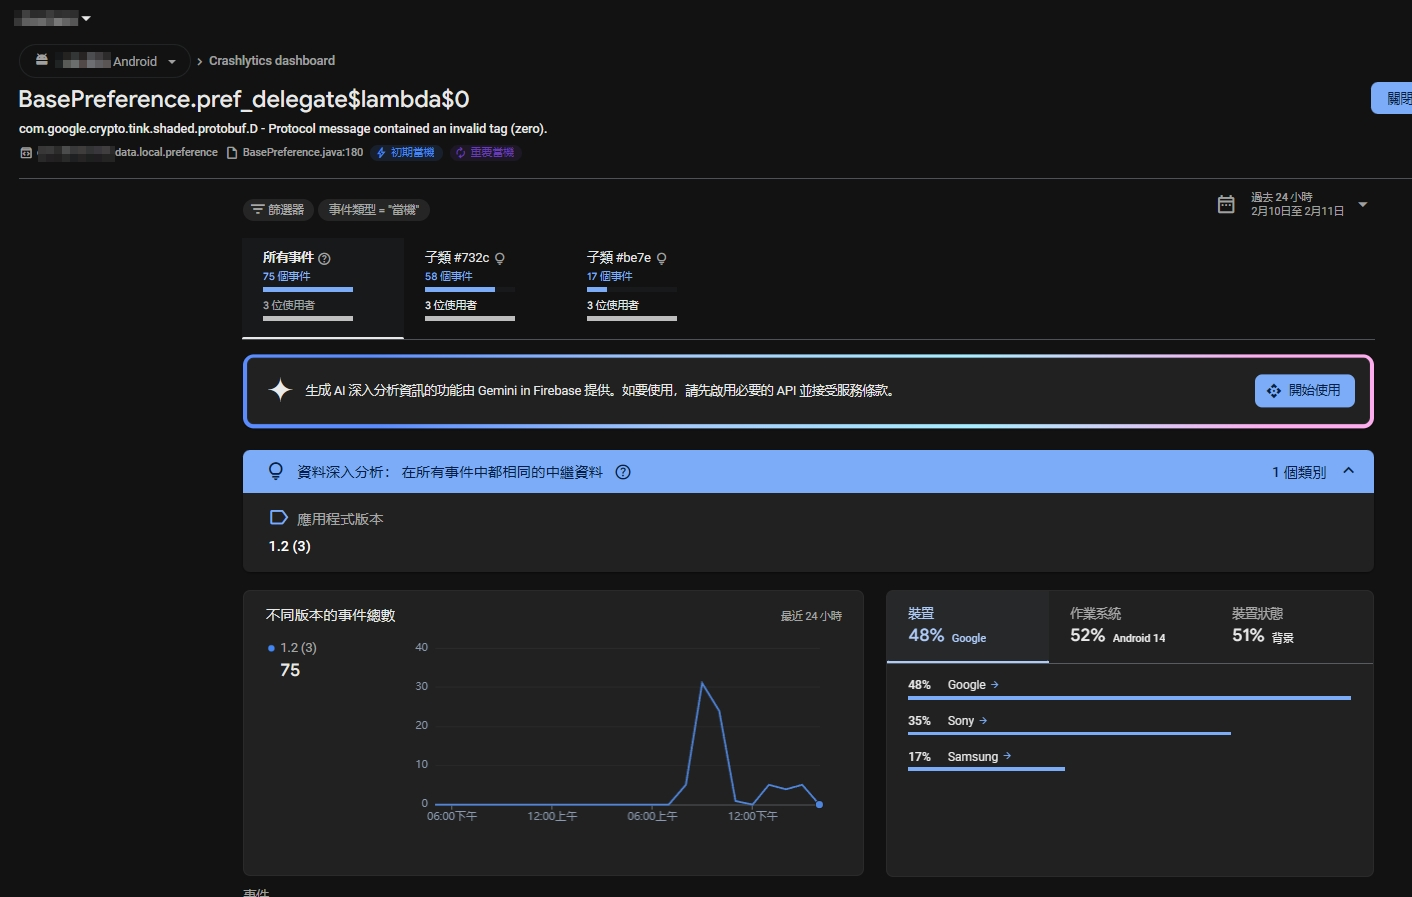 Android
Crashlytics dashboard
BasePreference.pref_delegate$lambda$0
關閉
com.google.crypto.tink.shaded.protobuf.D - Protocol message contained an invalid tag (zero).
data.local.preference BasePreference.java:180 初期當機 重要當機
篩選器 事件類型 = "當機"
過去 24 小時
2月10日至 2月11日
所有事件
75 個事件
3 位使用者
子類 #732c
58 個事件
3 位使用者
子類 #be7e
17 個事件
3 位使用者
生成 AI 深入分析資訊的功能由 Gemini in Firebase 提供。如要使用，請先啟用必要的 API 並接受服務條款。
開始使用
資料深入分析： 在所有事件中都相同的中繼資料
1 個類別
應用程式版本
1.2 (3)
不同版本的事件總數
最近 24 小時
1.2 (3)
75
40
30
20
10
0
06:00下午 12:00上午 06:00上午 12:00下午
裝置
48% Google
作業系統
52% Android 14
裝置狀態
51% 背景
48% Google
35% Sony
17% Samsung
事件